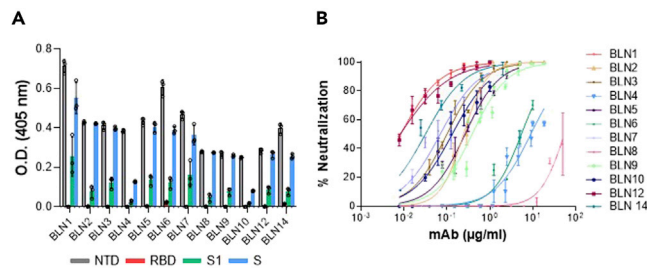 A
B
0.8
0.6
0.4
0.2
0.0
O.D. (405 nm)
BLN1
BLN2
BLN3
BLN4
BLN5
BLN6
BLN7
BLN8
BLN9
BLN10
BLN12
BLN14
NTD
RBD
S1
S
100
80
60
40
20
0
% Neutralization
10⁻³
10⁻²
10⁻¹
10⁰
10¹
10²
mAb (µg/ml)
BLN1
BLN2
BLN3
BLN4
BLN5
BLN6
BLN7
BLN8
BLN9
BLN10
BLN12
BLN 14